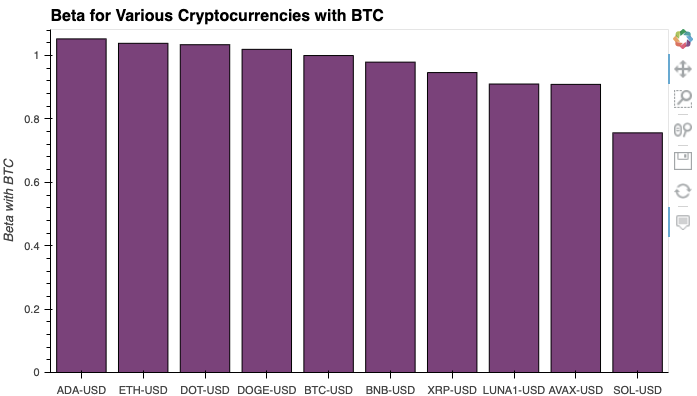 Beta for Various Cryptocurrencies with BTC
Beta with BTC
1
0.8
0.6
0.4
0.2
0
ADA-USD ETH-USD DOT-USD DOGE-USD BTC-USD BNB-USD XRP-USD LUNA1-USD AVAX-USD SOL-USD